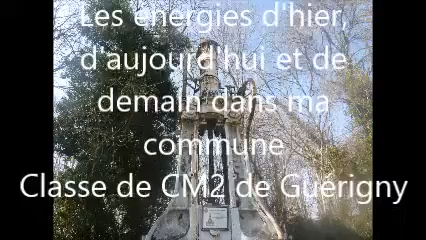 Les énergies d'hier,
d'aujourd'hui et de
demain dans ma
commune
Classe de CM2 de Guérigny